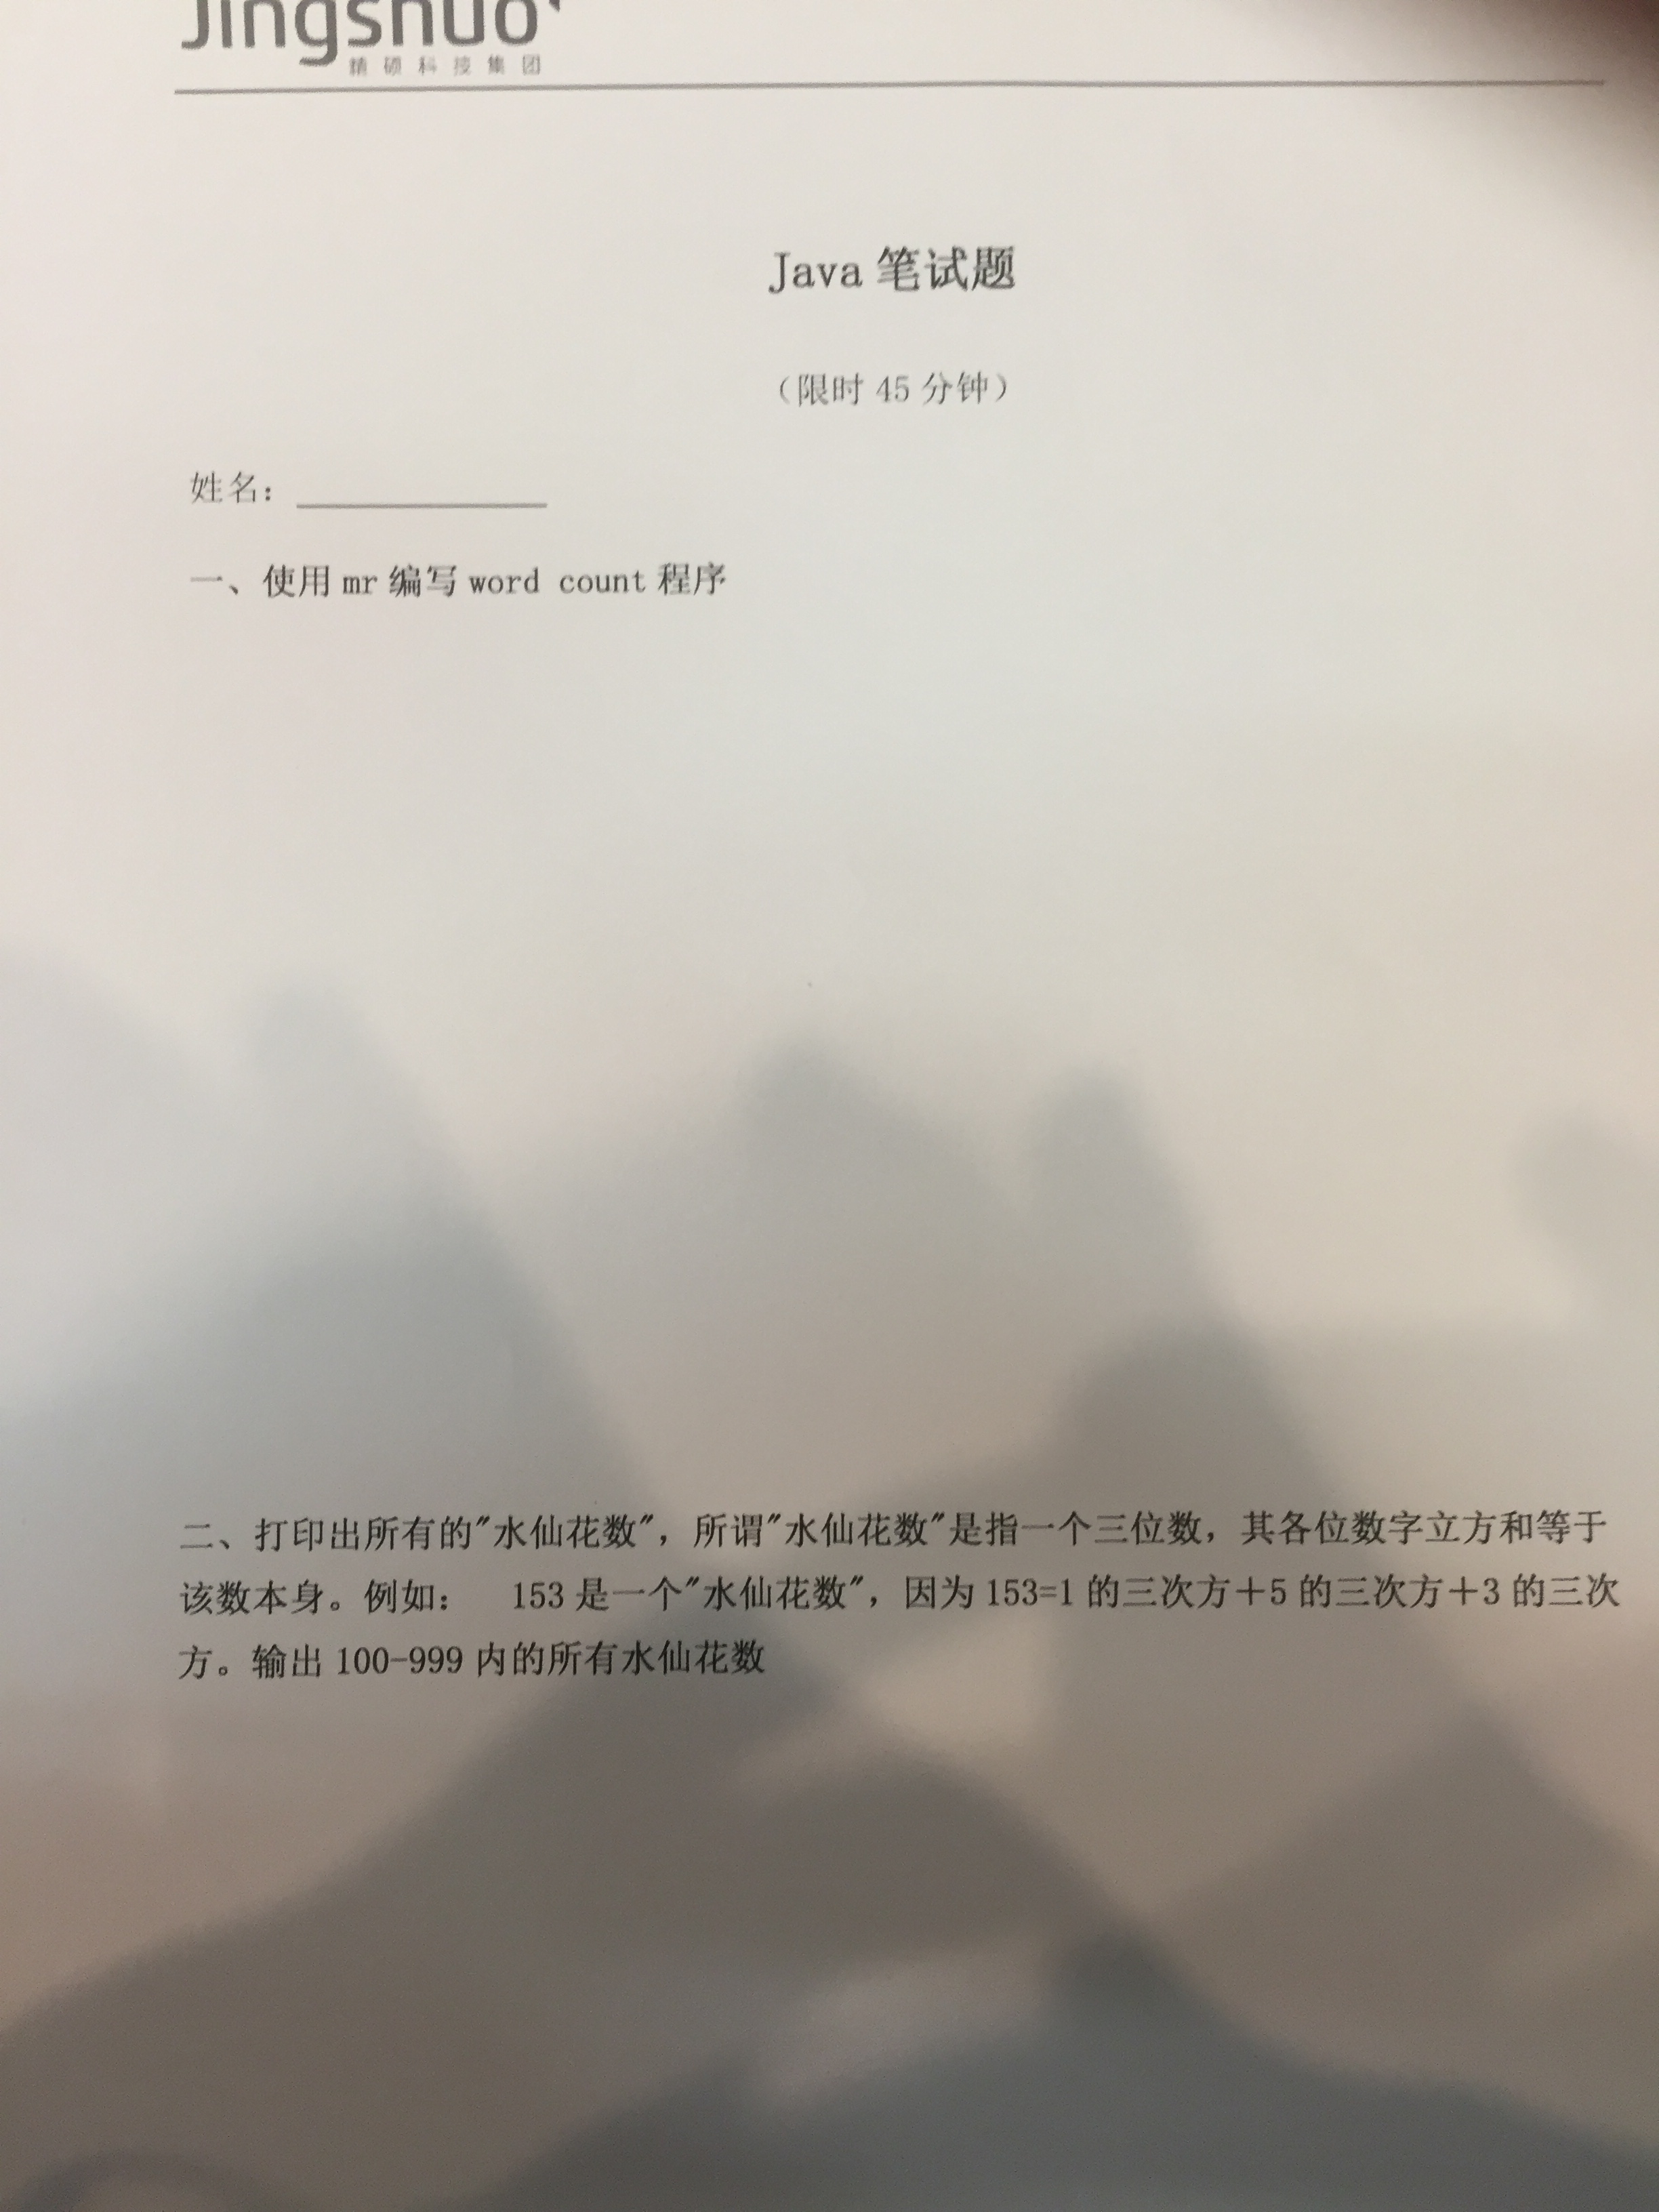 Jingshuo
精硕科技集团
Java 笔试题
（限时 45 分钟）
姓名：
一、使用 mr 编写 word count 程序
二、打印出所有的"水仙花数"，所谓"水仙花数"是指一个三位数，其各位数字立方和等于
该数本身。例如： 153 是一个"水仙花数"，因为 153=1 的三次方＋5 的三次方＋3 的三次
方。输出 100-999 内的所有水仙花数